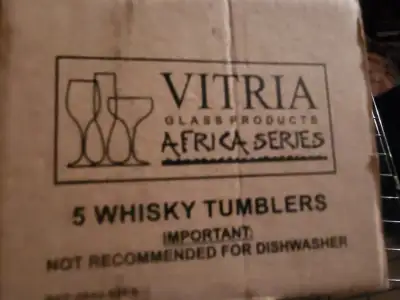 VITRIA
GLASS PRODUCTS
AFRICA SERIES
5 WHISKY TUMBLERS
IMPORTANT:
NOT RECOMMENDED FOR DISHWASHER